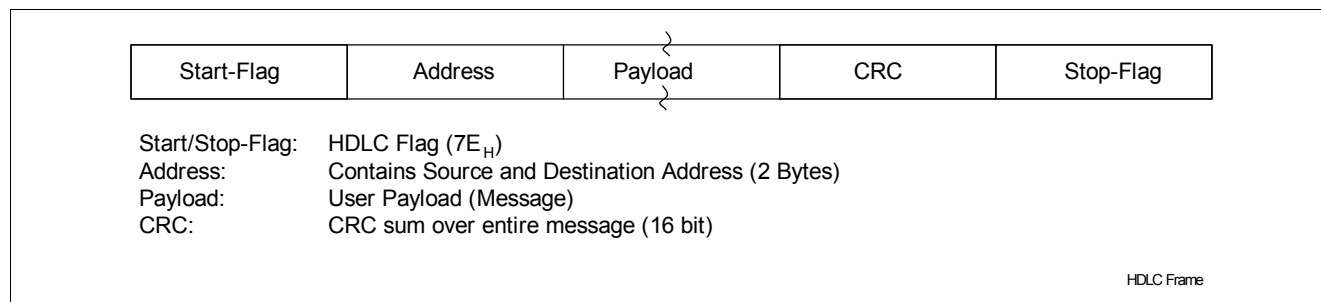 Start-Flag Address Payload CRC Stop-Flag
Start/Stop-Flag: HDLC Flag (7E_H)
Address: Contains Source and Destination Address (2 Bytes)
Payload: User Payload (Message)
CRC: CRC sum over entire message (16 bit)
HDLC Frame